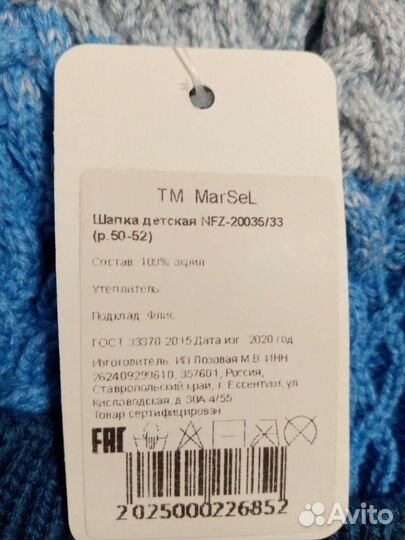 TM MarSeL
Шапка детская NFZ-20035/33
(р.50-52)
Состав: 100% акрил
Утеплитель:
Подклад: Флис
ГОСТ 33378-2015 Дата изг. 2020 год
Изготовитель: ИП Лозовая М.В. ИНН
262409299610, 357601, Россия,
Ставропольский край, г. Ессентуки, ул.
Кисловодская, д. 30А 4/55
Товар сертифицирован
EAC
2025000226852
Avito